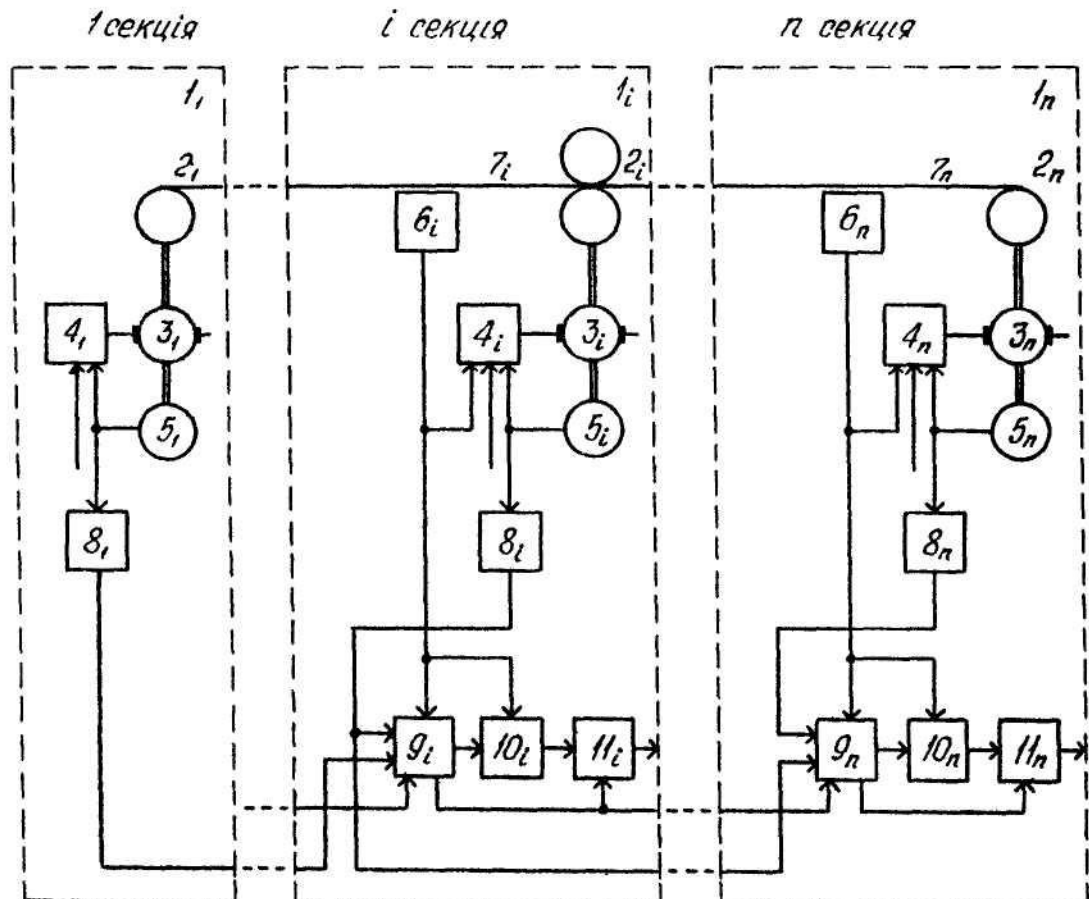 1 секція i секція n секція
1₁ 1ᵢ 1ₙ
2₁ 7ᵢ 2ᵢ 7ₙ 2ₙ
6ᵢ 6ₙ
4₁ 3₁ 4ᵢ 3ᵢ 4ₙ 3ₙ
5₁ 5ᵢ 5ₙ
8₁ 8ᵢ 8ₙ
9ᵢ 10ᵢ 11ᵢ 9ₙ 10ₙ 11ₙ